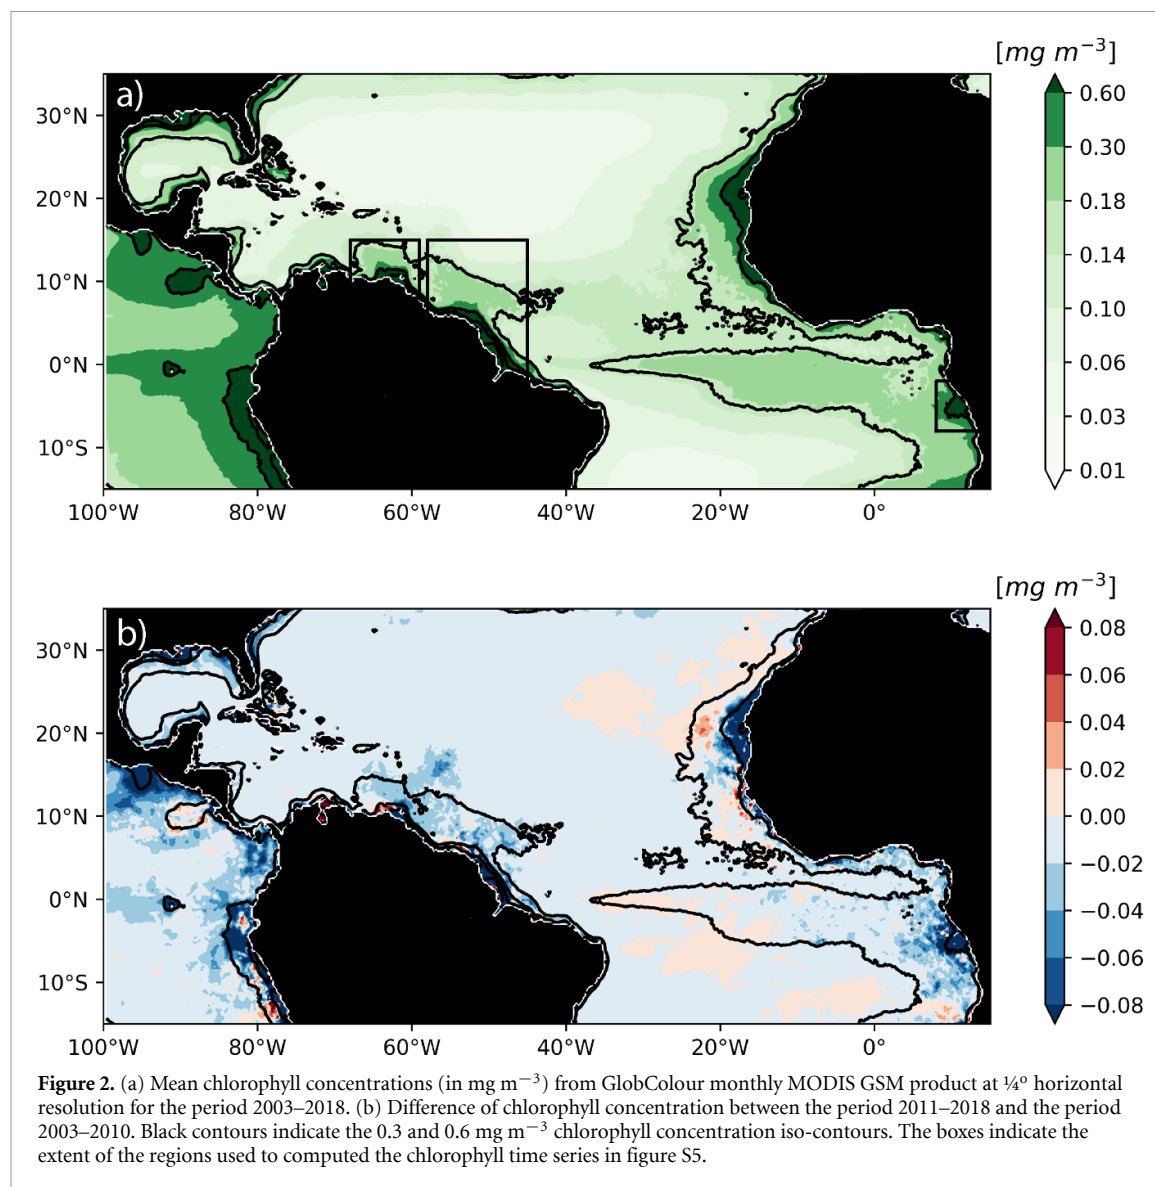 [mg m⁻³]
a)
30°N
20°N
10°N
0°N
10°S
100°W 80°W 60°W 40°W 20°W 0°
0.60
0.30
0.18
0.14
0.10
0.06
0.03
0.01
[mg m⁻³]
b)
30°N
20°N
10°N
0°N
10°S
100°W 80°W 60°W 40°W 20°W 0°
0.08
0.06
0.04
0.02
0.00
−0.02
−0.04
−0.06
−0.08
Figure 2. (a) Mean chlorophyll concentrations (in mg m⁻³) from GlobColour monthly MODIS GSM product at ¼° horizontal
resolution for the period 2003–2018. (b) Difference of chlorophyll concentration between the period 2011–2018 and the period
2003–2010. Black contours indicate the 0.3 and 0.6 mg m⁻³ chlorophyll concentration iso-contours. The boxes indicate the
extent of the regions used to computed the chlorophyll time series in figure S5.